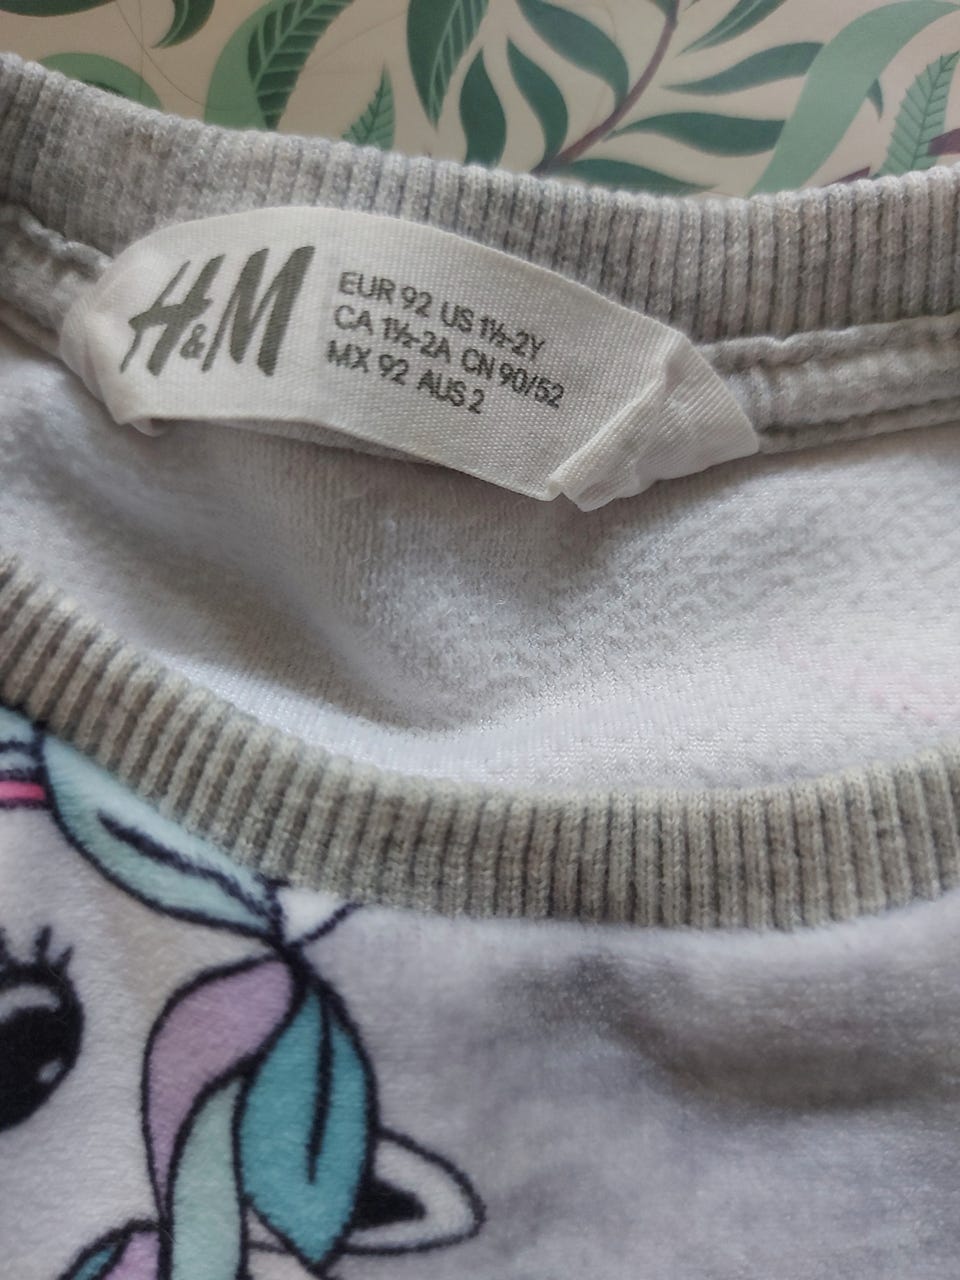 H&M
EUR 92 US 1½-2Y
CA 1½-2A CN 90/52
MX 92 AUS 2